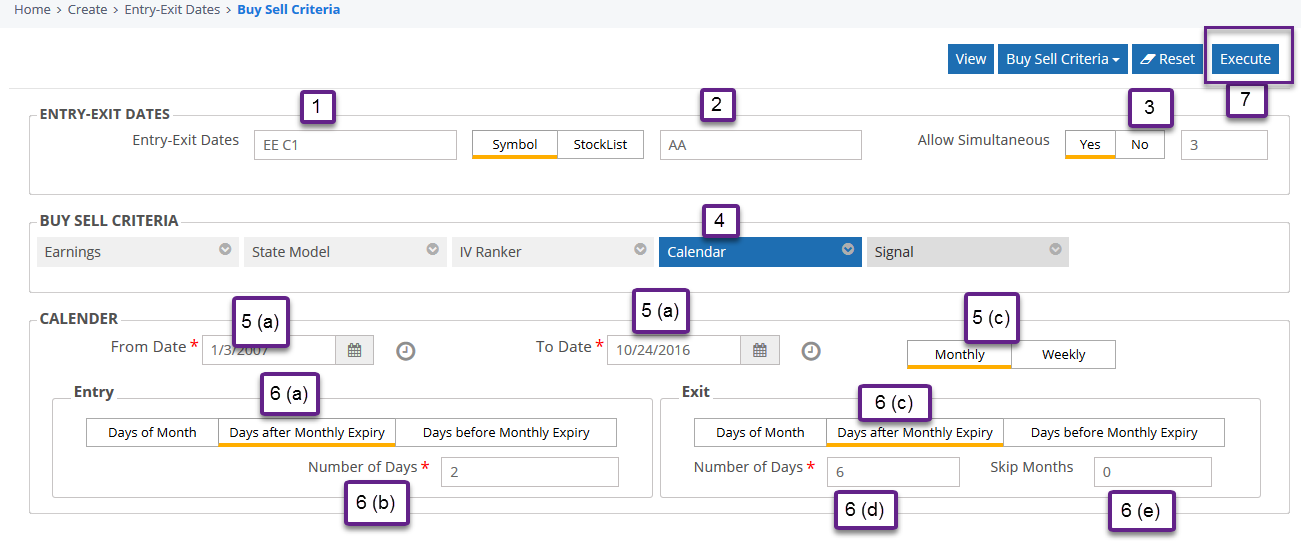 Home > Create > Entry-Exit Dates > Buy Sell Criteria
View Buy Sell Criteria Reset Execute
1 2 3 7
ENTRY-EXIT DATES
Entry-Exit Dates EE C1 Symbol StockList AA Allow Simultaneous Yes No 3
4
BUY SELL CRITERIA
Earnings State Model IV Ranker Calendar Signal
5 (a) 5 (a) 5 (c)
CALENDER
From Date * 1/3/2007 To Date * 10/24/2016 Monthly Weekly
6 (a) 6 (c)
Entry Exit
Days of Month Days after Monthly Expiry Days before Monthly Expiry Days of Month Days after Monthly Expiry Days before Monthly Expiry
Number of Days * 2 Number of Days * 6 Skip Months 0
6 (b) 6 (d) 6 (e)